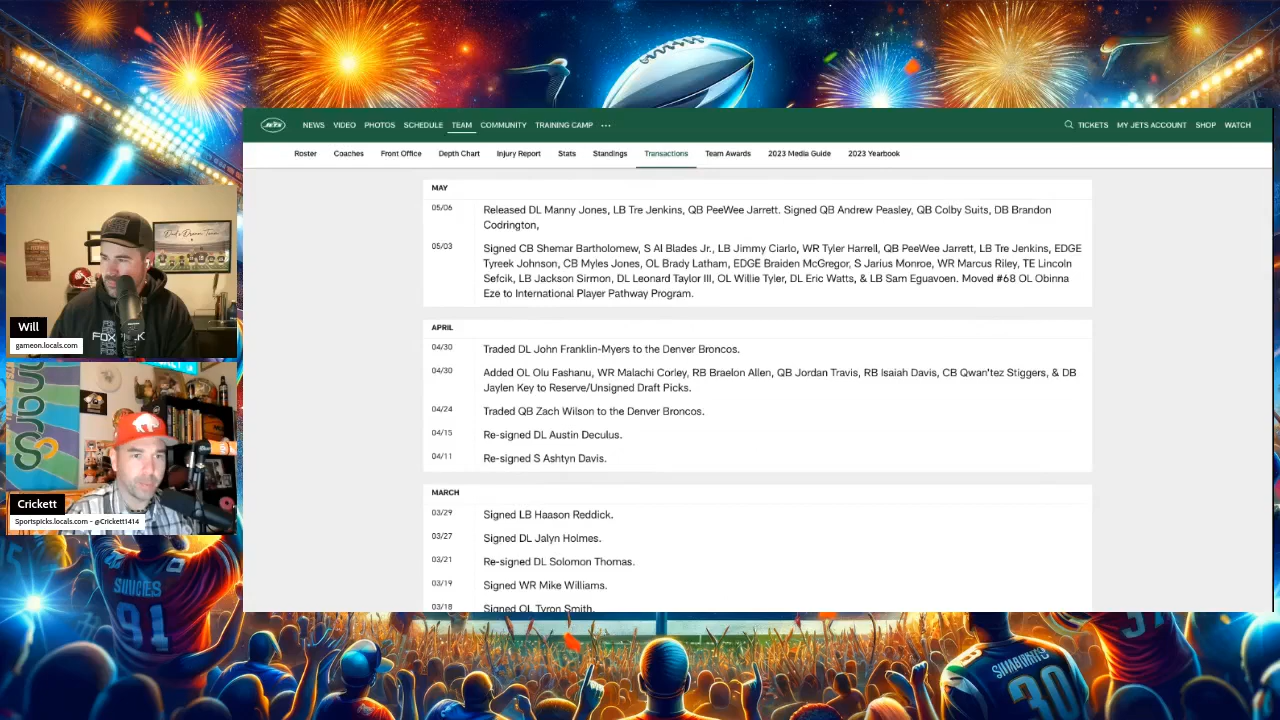 JETS
NEWS VIDEO PHOTOS SCHEDULE TEAM COMMUNITY TRAINING CAMP ...
TICKETS MY JETS ACCOUNT SHOP WATCH
Roster Coaches Front Office Depth Chart Injury Report Stats Standings Transactions Team Awards 2023 Media Guide 2023 Yearbook
MAY
05/06 Released DL Manny Jones, LB Tre Jenkins, QB PeeWee Jarrett. Signed QB Andrew Peasley, QB Colby Suits, DB Brandon
Codrington,
05/03 Signed CB Shemar Bartholomew, S Al Blades Jr., LB Jimmy Ciarlo, WR Tyler Harrell, QB PeeWee Jarrett, LB Tre Jenkins, EDGE
Tyreek Johnson, CB Myles Jones, OL Brady Latham, EDGE Braiden McGregor, S Jarius Monroe, WR Marcus Riley, TE Lincoln
Sefcik, LB Jackson Sirmon, DL Leonard Taylor III, OL Willie Tyler, DL Eric Watts, & LB Sam Eguavoen. Moved #68 OL Obinna
Eze to International Player Pathway Program.
APRIL
04/30 Traded DL John Franklin-Myers to the Denver Broncos.
04/30 Added OL Olu Fashanu, WR Malachi Corley, RB Braelon Allen, QB Jordan Travis, RB Isaiah Davis, CB Qwan'tez Stiggers, & DB
Jaylen Key to Reserve/Unsigned Draft Picks.
04/24 Traded QB Zach Wilson to the Denver Broncos.
04/15 Re-signed DL Austin Deculus.
04/11 Re-signed S Ashtyn Davis.
MARCH
03/29 Signed LB Haason Reddick.
03/27 Signed DL Jalyn Holmes.
03/21 Re-signed DL Solomon Thomas.
03/19 Signed WR Mike Williams.
03/18 Signed OL Tyron Smith.
Dad's Dream Team
Will
gameon.locals.com
Crickett
Sportspicks.locals.com - @Crickett1414
91
30